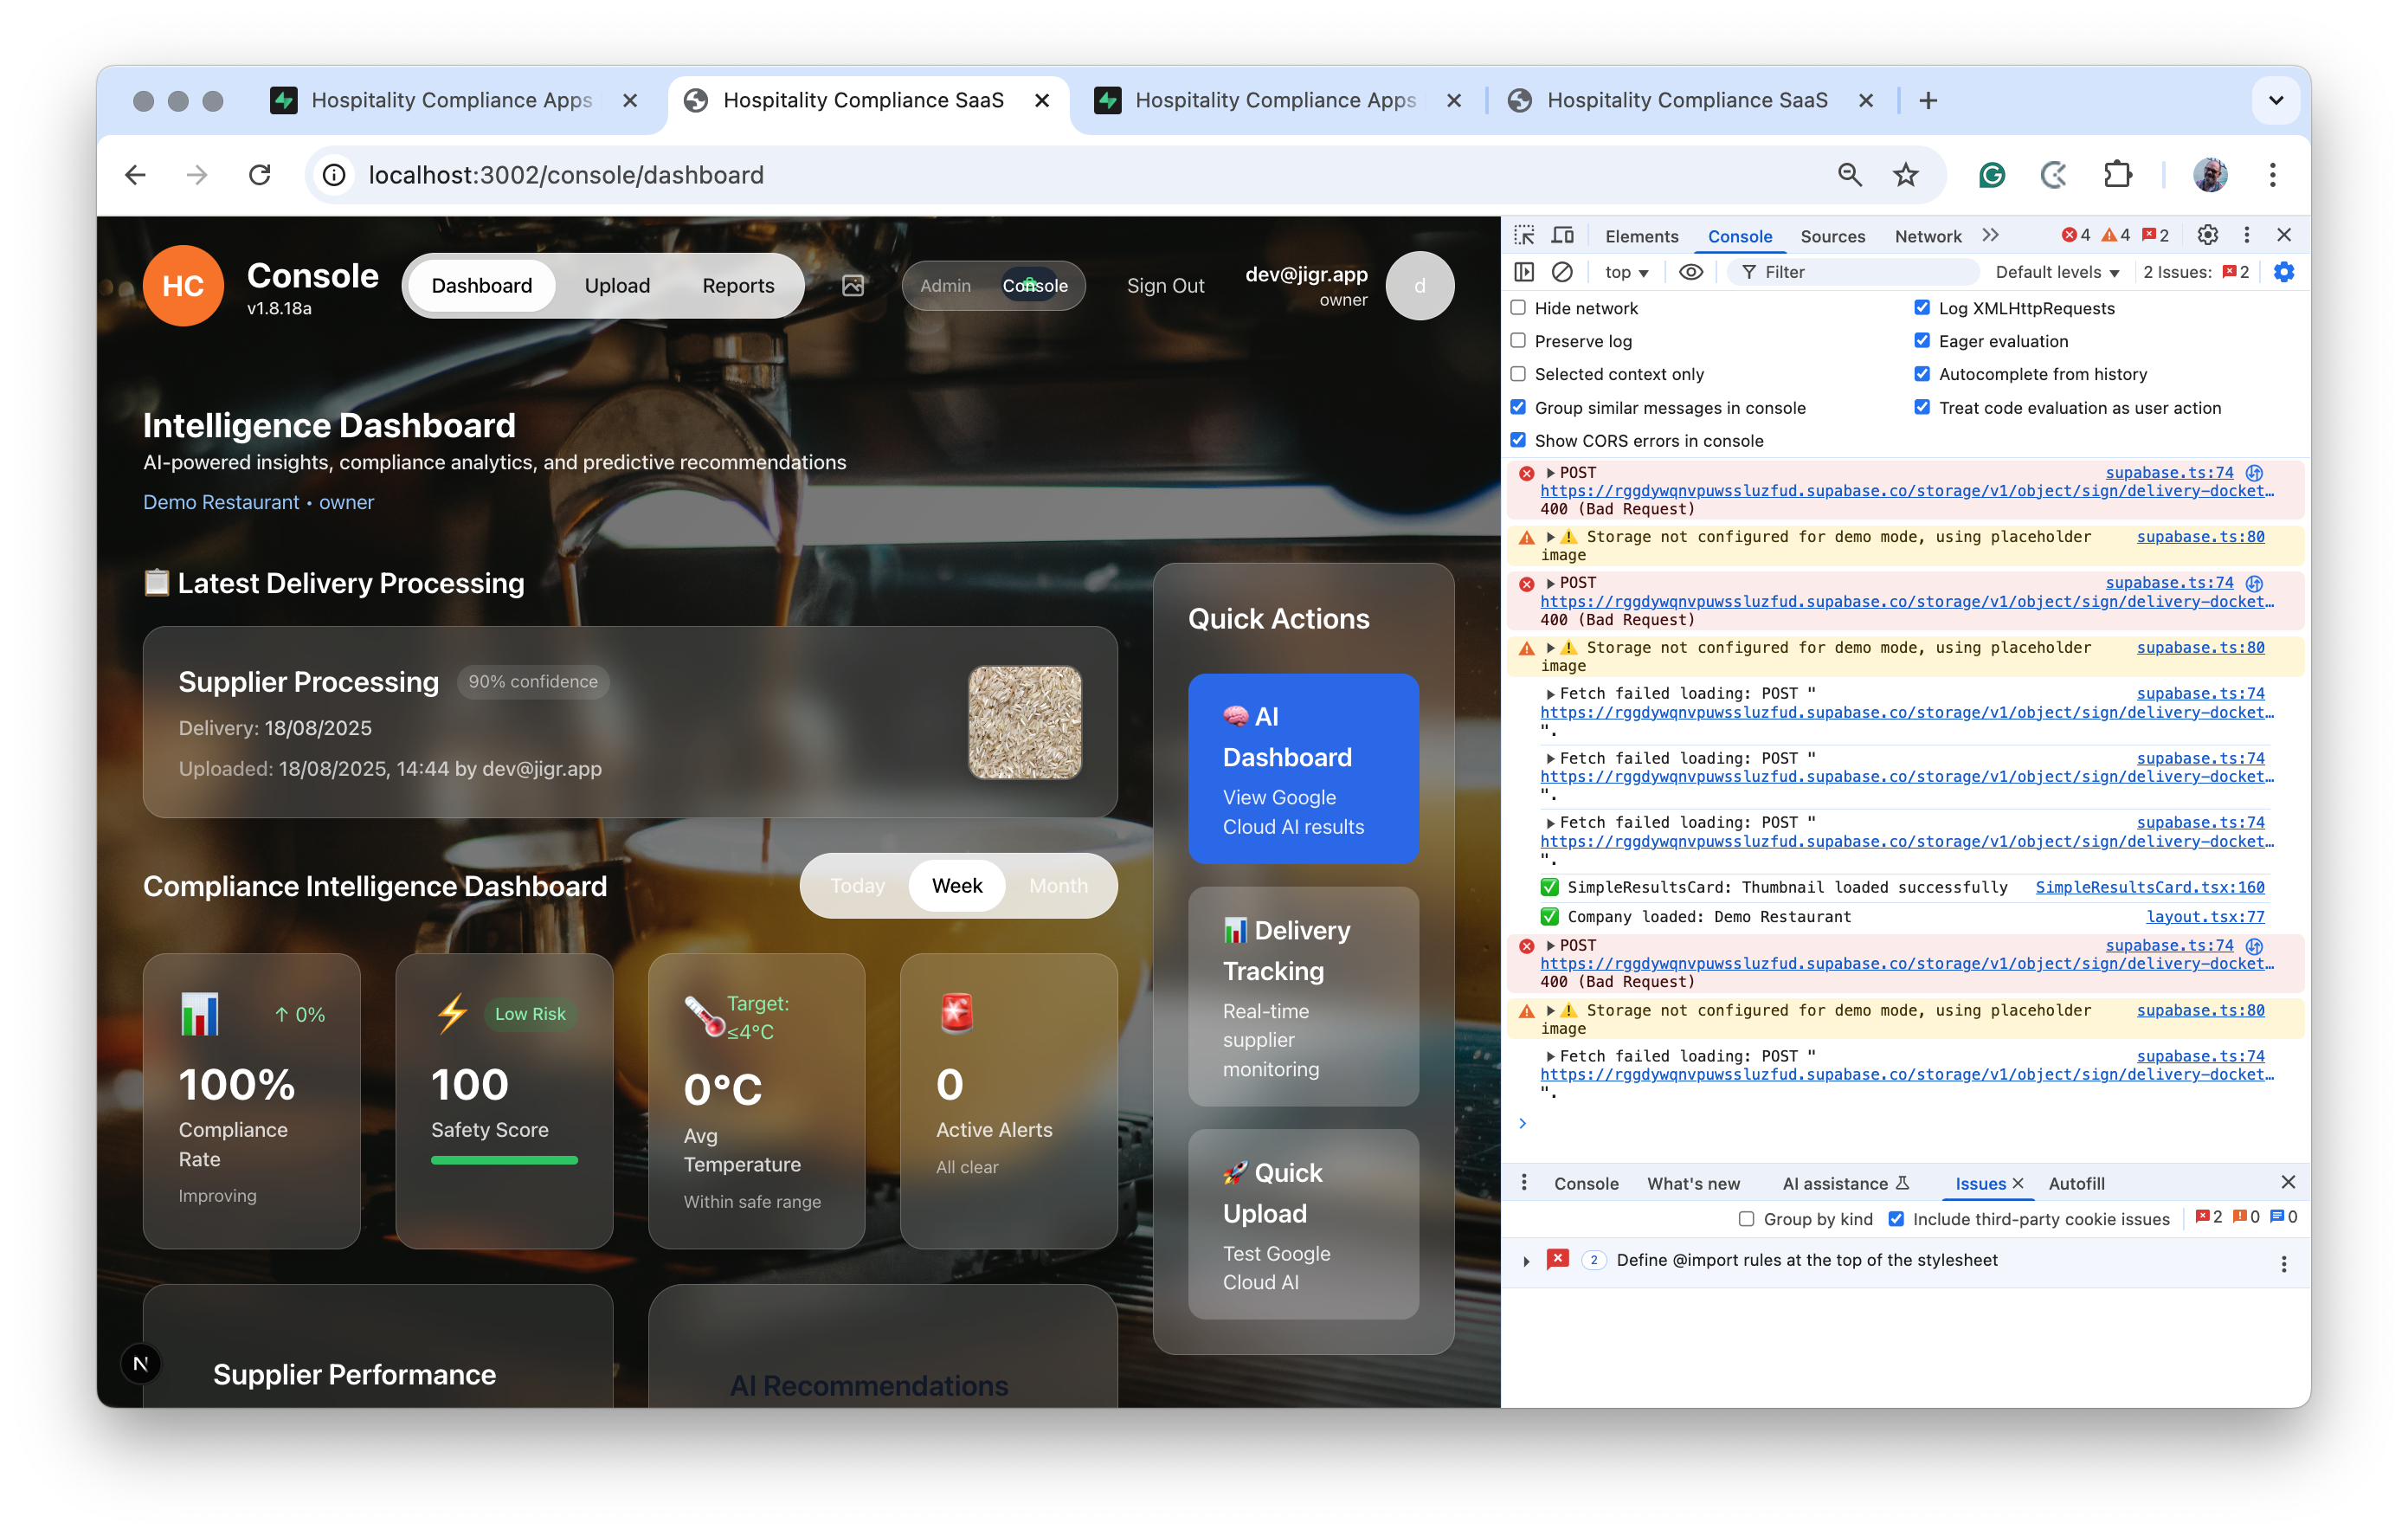 Hospitality Compliance Apps
Hospitality Compliance SaaS
Hospitality Compliance Apps
Hospitality Compliance SaaS
localhost:3002/console/dashboard
HC
Console
v1.8.18a
Dashboard
Upload
Reports
Admin
Console
Sign Out
dev@jigr.app
owner
d
Intelligence Dashboard
AI-powered insights, compliance analytics, and predictive recommendations
Demo Restaurant • owner
📋 Latest Delivery Processing
Supplier Processing
90% confidence
Delivery: 18/08/2025
Uploaded: 18/08/2025, 14:44 by dev@jigr.app
Compliance Intelligence Dashboard
Today
Week
Month
↑ 0%
100%
Compliance
Rate
Improving
Low Risk
100
Safety Score
Target:
≤4°C
0°C
Avg
Temperature
Within safe range
0
Active Alerts
All clear
Supplier Performance
AI Recommendations
N
Quick Actions
🧠 AI
Dashboard
View Google
Cloud AI results
📊 Delivery
Tracking
Real-time
supplier
monitoring
🚀 Quick
Upload
Test Google
Cloud AI
Elements
Console
Sources
Network
4
4
2
top
Filter
Default levels
2 Issues:
2
Hide network
Log XMLHttpRequests
Preserve log
Eager evaluation
Selected context only
Autocomplete from history
Group similar messages in console
Treat code evaluation as user action
Show CORS errors in console
POST supabase.ts:74
https://rggdywqnvpuwssluzfud.supabase.co/storage/v1/object/sign/delivery-docket…
400 (Bad Request)
⚠️ Storage not configured for demo mode, using placeholder supabase.ts:80
image
POST supabase.ts:74
https://rggdywqnvpuwssluzfud.supabase.co/storage/v1/object/sign/delivery-docket…
400 (Bad Request)
⚠️ Storage not configured for demo mode, using placeholder supabase.ts:80
image
Fetch failed loading: POST " supabase.ts:74
https://rggdywqnvpuwssluzfud.supabase.co/storage/v1/object/sign/delivery-docket…
".
Fetch failed loading: POST " supabase.ts:74
https://rggdywqnvpuwssluzfud.supabase.co/storage/v1/object/sign/delivery-docket…
".
Fetch failed loading: POST " supabase.ts:74
https://rggdywqnvpuwssluzfud.supabase.co/storage/v1/object/sign/delivery-docket…
".
✅ SimpleResultsCard: Thumbnail loaded successfully SimpleResultsCard.tsx:160
✅ Company loaded: Demo Restaurant layout.tsx:77
POST supabase.ts:74
https://rggdywqnvpuwssluzfud.supabase.co/storage/v1/object/sign/delivery-docket…
400 (Bad Request)
⚠️ Storage not configured for demo mode, using placeholder supabase.ts:80
image
Fetch failed loading: POST " supabase.ts:74
https://rggdywqnvpuwssluzfud.supabase.co/storage/v1/object/sign/delivery-docket…
".
Console
What's new
AI assistance
Issues
Autofill
Group by kind
Include third-party cookie issues
2
0
0
2
Define @import rules at the top of the stylesheet